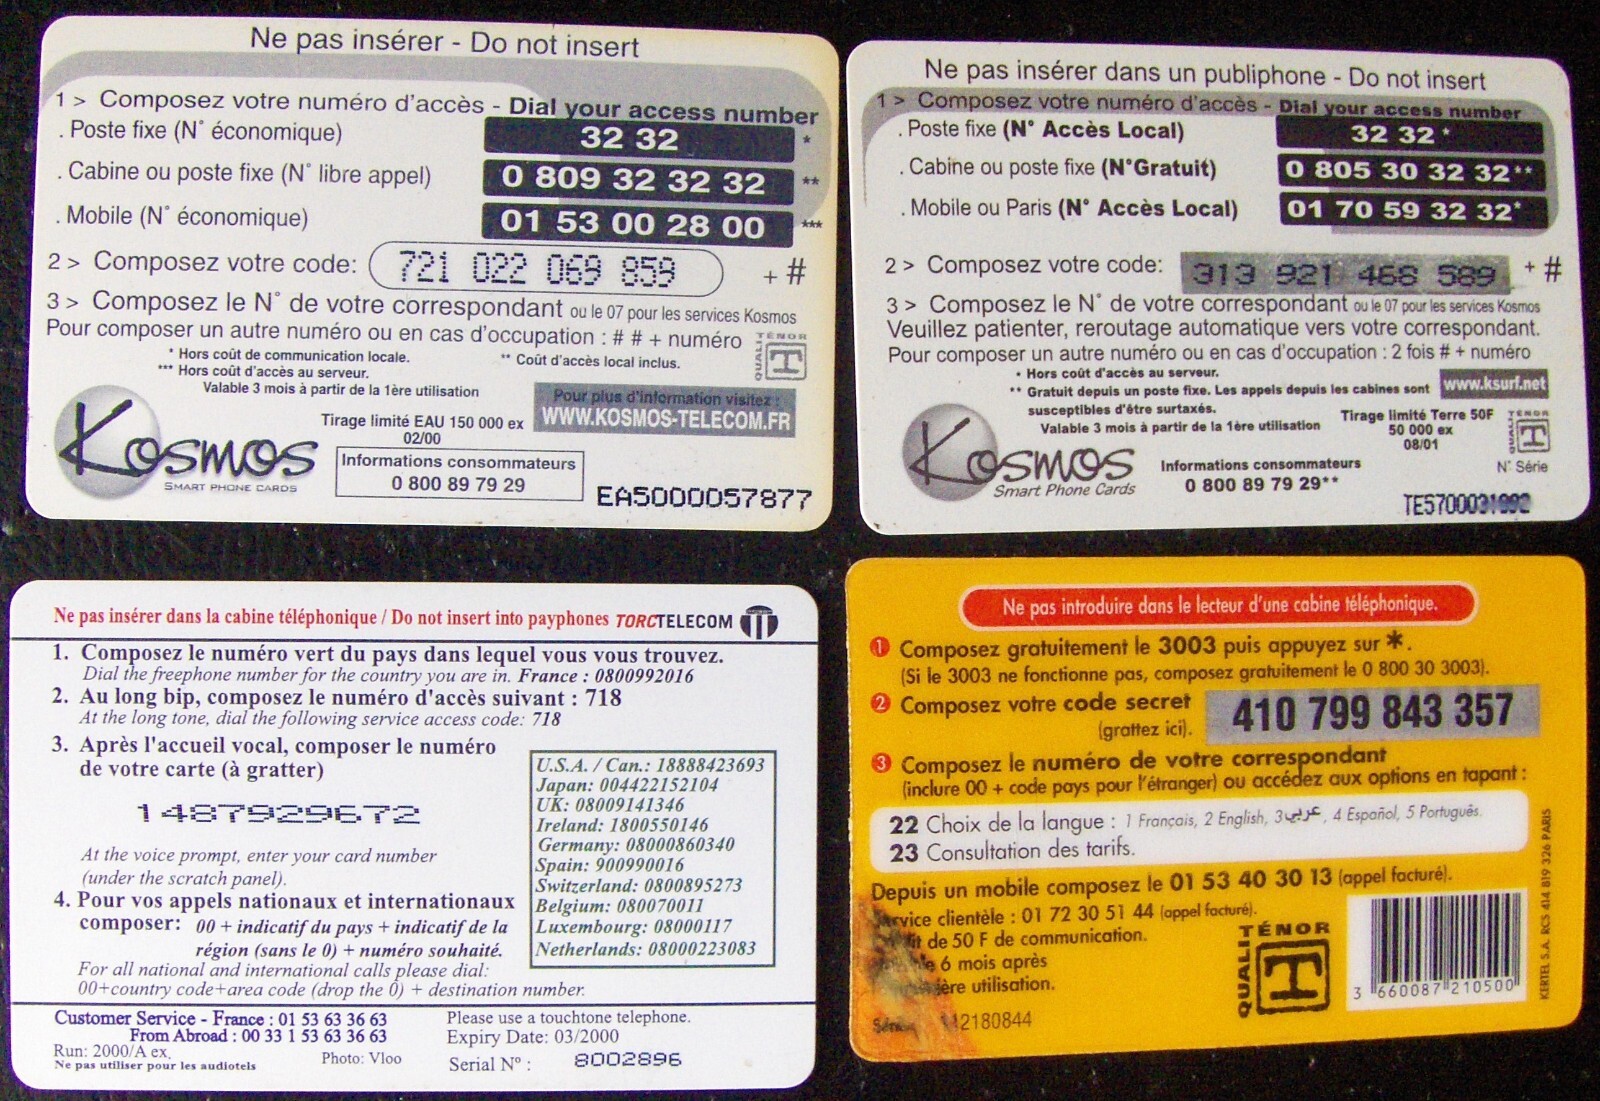 Ne pas insérer - Do not insert
1 > Composez votre numéro d'accès - Dial your access number
. Poste fixe (N° économique) 32 32 *
. Cabine ou poste fixe (N° libre appel) 0 809 32 32 32 **
. Mobile (N° économique) 01 53 00 28 00 ***
2 > Composez votre code: 721 022 069 859 + #
3 > Composez le N° de votre correspondant ou le 07 pour les services Kosmos
Pour composer un autre numéro ou en cas d'occupation : # # + numéro
* Hors coût de communication locale. ** Coût d'accès local inclus.
*** Hors coût d'accès au serveur.
Valable 3 mois à partir de la 1ère utilisation
TÉNOR
QUALI
T
Pour plus d'information visitez :
WWW.KOSMOS-TELECOM.FR
Kosmos
SMART PHONE CARDS
Tirage limité EAU 150 000 ex
02/00
Informations consommateurs
0 800 89 79 29
EA5000057877
Ne pas insérer dans un publiphone - Do not insert
1 > Composez votre numéro d'accès - Dial your access number
. Poste fixe (N° Accès Local) 32 32 *
. Cabine ou poste fixe (N°Gratuit) 0 805 30 32 32**
. Mobile ou Paris (N° Accès Local) 01 70 59 32 32*
2 > Composez votre code: 313 921 468 589 + #
3 > Composez le N° de votre correspondant ou le 07 pour les services Kosmos
Veuillez patienter, reroutage automatique vers votre correspondant.
Pour composer un autre numéro ou en cas d'occupation : 2 fois # + numéro
• Hors coût d'accès au serveur.
** Gratuit depuis un poste fixe. Les appels depuis les cabines sont
susceptibles d'être surtaxés.
Valable 3 mois à partir de la 1ère utilisation
www.ksurf.net
Tirage limité Terre 50F
50 000 ex
08/01
TÉNOR
QUALI
T
N° Série
Kosmos
Smart Phone Cards
Informations consommateurs
0 800 89 79 29**
TE5700031
Ne pas insérer dans la cabine téléphonique / Do not insert into payphones TORCTELECOM
1. Composez le numéro vert du pays dans lequel vous vous trouvez.
Dial the freephone number for the country you are in. France : 0800992016
2. Au long bip, composez le numéro d'accès suivant : 718
At the long tone, dial the following service access code: 718
3. Après l'accueil vocal, composer le numéro
de votre carte (à gratter)
1487929672
At the voice prompt, enter your card number
(under the scratch panel).
4. Pour vos appels nationaux et internationaux
composer: 00 + indicatif du pays + indicatif de la
région (sans le 0) + numéro souhaité.
For all national and international calls please dial:
00+country code+area code (drop the 0) + destination number.
U.S.A. / Can.: 18888423693
Japan: 004422152104
UK: 08009141346
Ireland: 1800550146
Germany: 08000860340
Spain: 900990016
Switzerland: 0800895273
Belgium: 080070011
Luxembourg: 08000117
Netherlands: 08000223083
Customer Service - France : 01 53 63 36 63
From Abroad : 00 33 1 53 63 36 63
Run: 2000/A ex.
Ne pas utiliser pour les audiotels
Photo: Vloo
Please use a touchtone telephone.
Expiry Date: 03/2000
Serial N° : 8002896
Ne pas introduire dans le lecteur d'une cabine téléphonique.
1 Composez gratuitement le 3003 puis appuyez sur *.
(Si le 3003 ne fonctionne pas, composez gratuitement le 0 800 30 3003).
2 Composez votre code secret 410 799 843 357
(grattez ici).
3 Composez le numéro de votre correspondant
(inclure 00 + code pays pour l'étranger) ou accédez aux options en tapant :
22 Choix de la langue : 1 Français, 2 English, 3 عربي, 4 Español, 5 Português.
23 Consultation des tarifs.
Depuis un mobile composez le 01 53 40 30 13 (appel facturé).
rvice clientèle : 01 72 30 51 44 (appel facturé).
it de 50 F de communication.
le 6 mois après
ère utilisation.
42180844
TÉNOR
QUALI
T
3 660087 210500
KERTEL S.A. RCS 414 819 326 PARIS